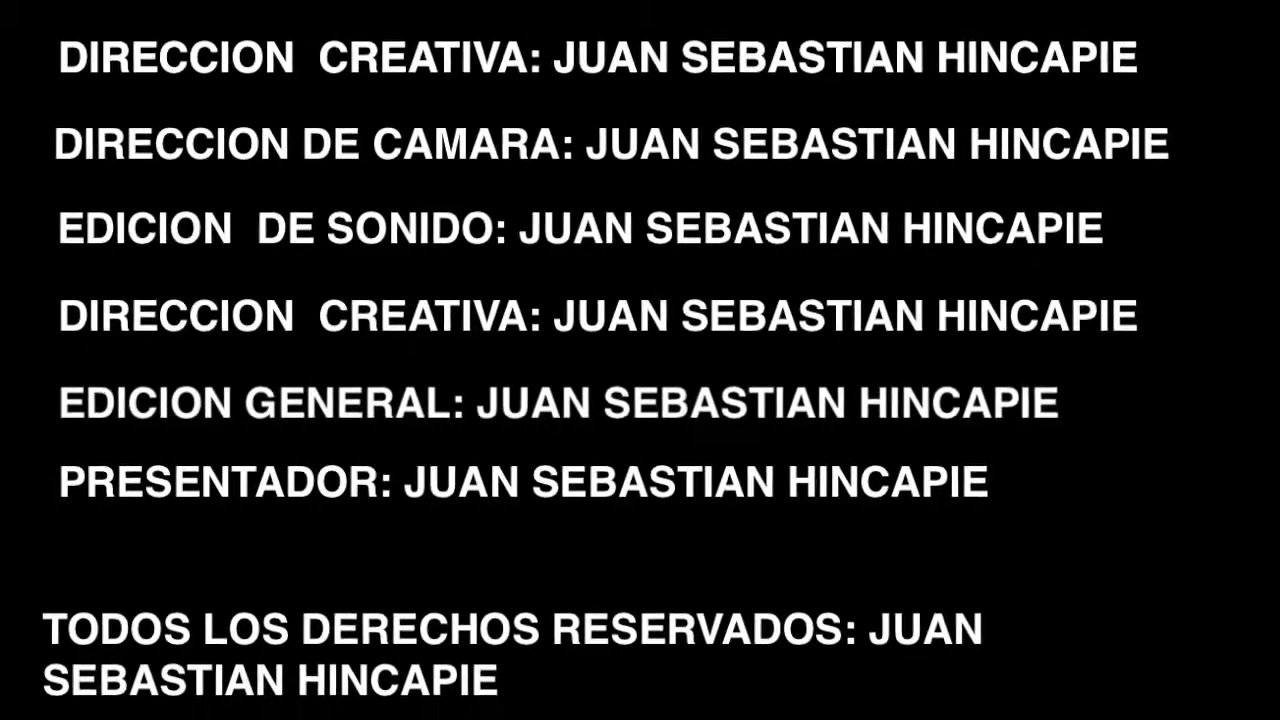 DIRECCION  CREATIVA: JUAN SEBASTIAN HINCAPIE
DIRECCION DE CAMARA: JUAN SEBASTIAN HINCAPIE
EDICION  DE SONIDO: JUAN SEBASTIAN HINCAPIE
DIRECCION  CREATIVA: JUAN SEBASTIAN HINCAPIE
EDICION GENERAL: JUAN SEBASTIAN HINCAPIE
PRESENTADOR: JUAN SEBASTIAN HINCAPIE
TODOS LOS DERECHOS RESERVADOS: JUAN
SEBASTIAN HINCAPIE